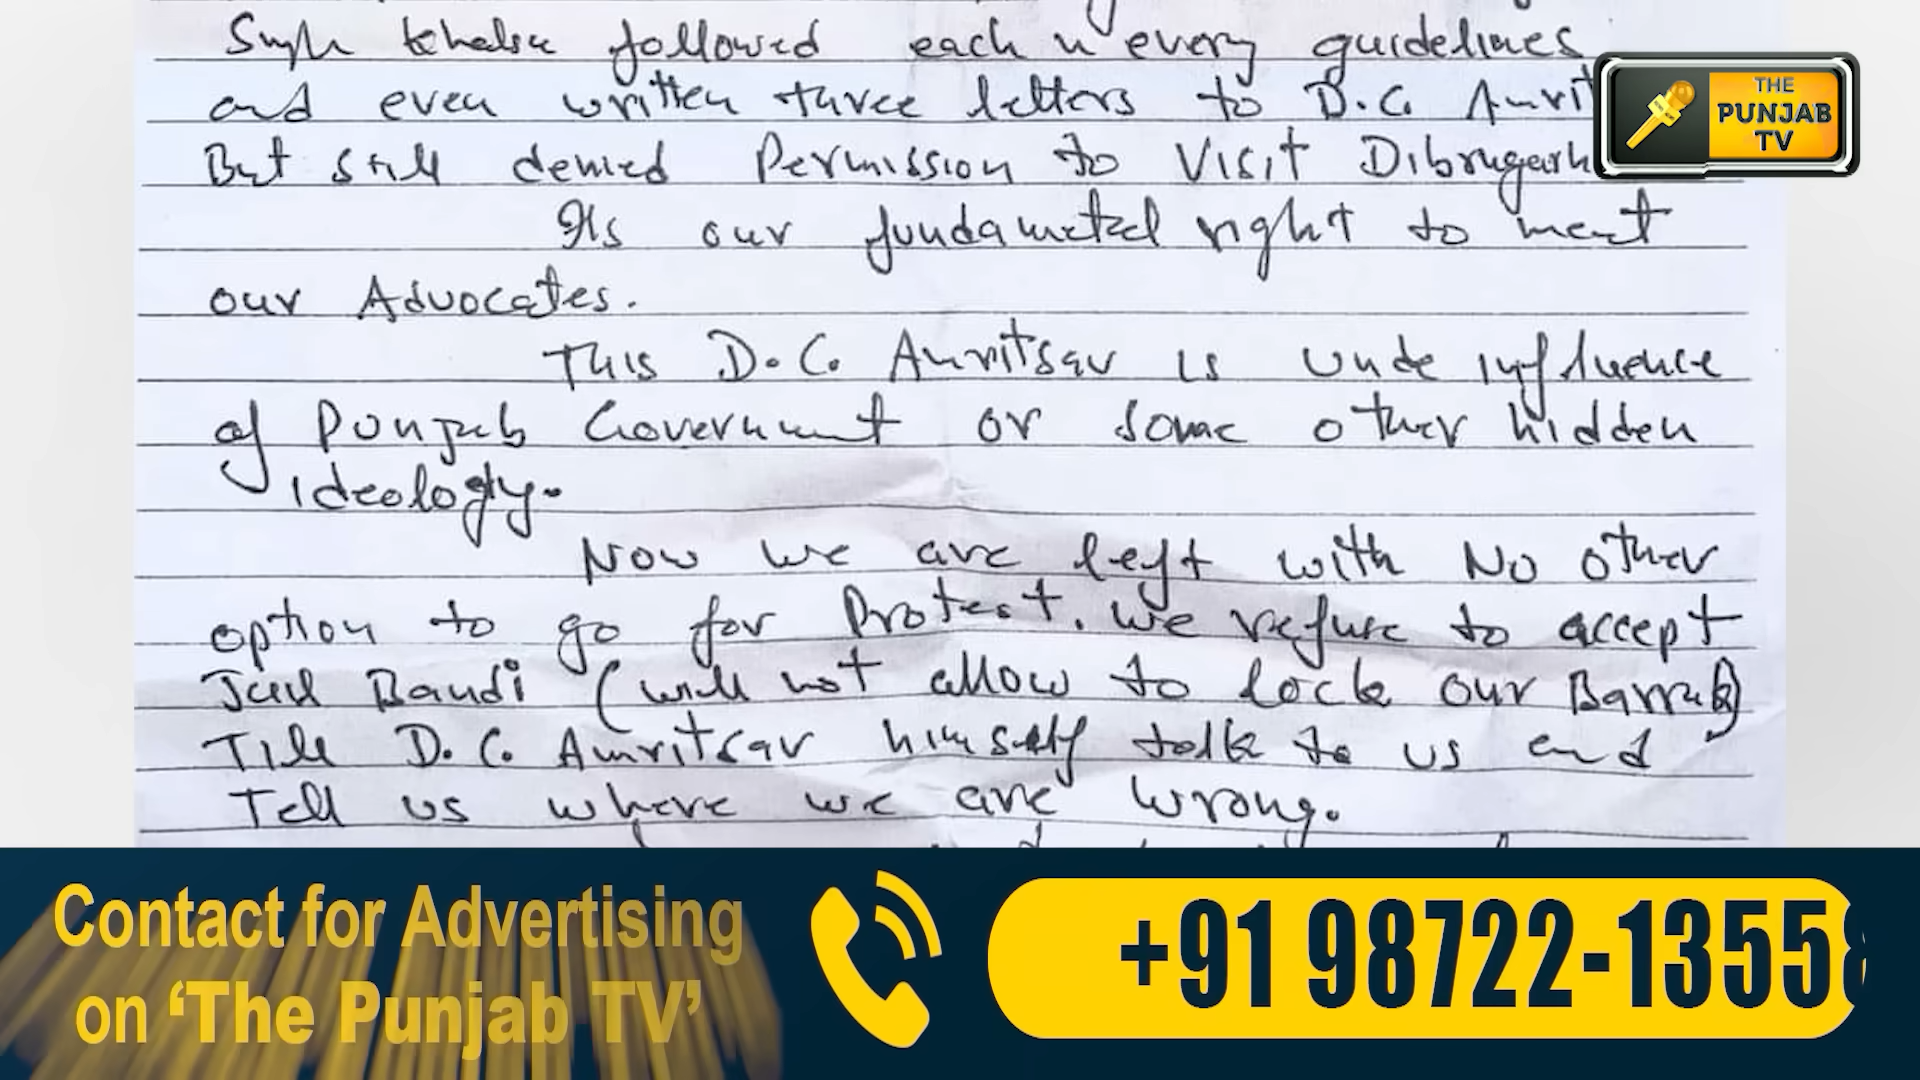 Singh Khalsa followed each n every guidelines
and even written three letters to D.C. Amrit
But still denied Permission to Visit Dibrugarh
Its our fundametal right to meet
our Advocates.
This D.C. Amritsar is unde influence
of Punjab Government or some other hidden
ideology.
Now we are left with No other
option to go for Protest. We refuse to accept
Jail Bandi (will not allow to lock our Barrak)
Till D.C. Amritsar himself talk to us and
Tell us where we are wrong.
THE
PUNJAB
TV
Contact for Advertising
on ‘The Punjab TV’
+91 98722-13558